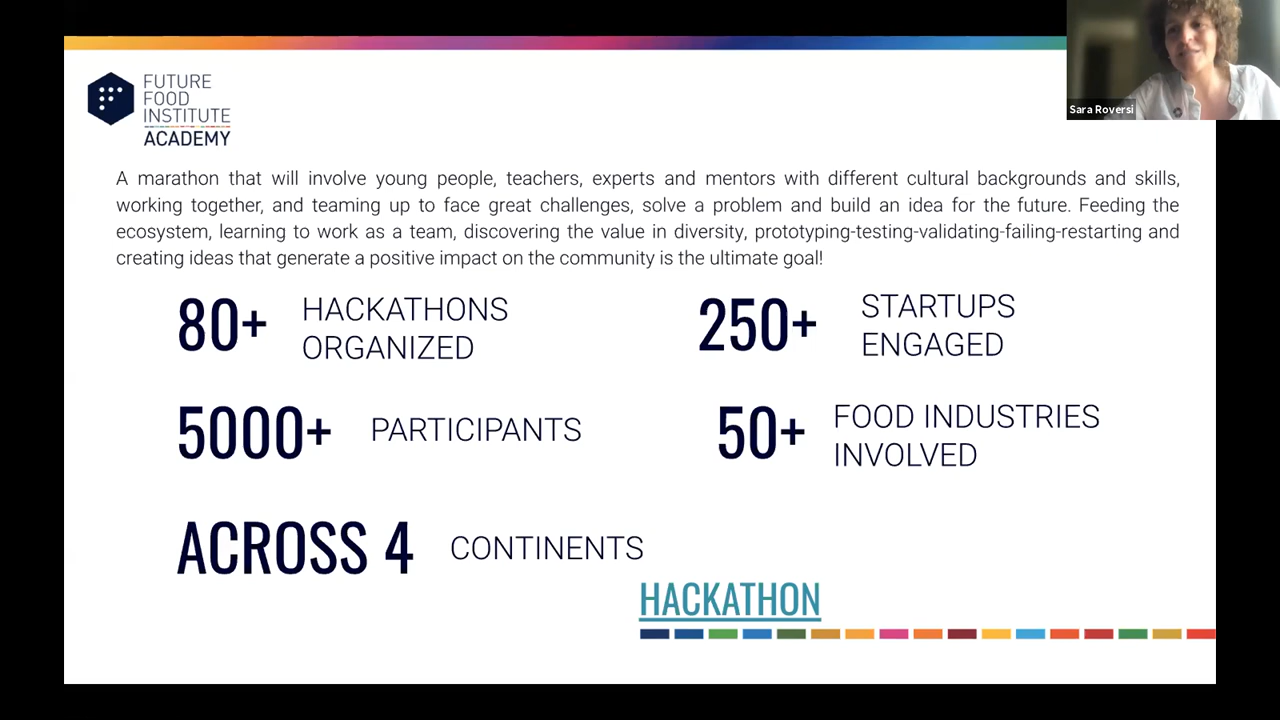 Sara Roversi
FUTURE
FOOD
INSTITUTE
ACADEMY
A marathon that will involve young people, teachers, experts and mentors with different cultural backgrounds and skills,
working together, and teaming up to face great challenges, solve a problem and build an idea for the future. Feeding the
ecosystem, learning to work as a team, discovering the value in diversity, prototyping-testing-validating-failing-restarting and
creating ideas that generate a positive impact on the community is the ultimate goal!
80+ HACKATHONS
ORGANIZED
250+ STARTUPS
ENGAGED
5000+ PARTICIPANTS
50+ FOOD INDUSTRIES
INVOLVED
ACROSS 4 CONTINENTS
HACKATHON